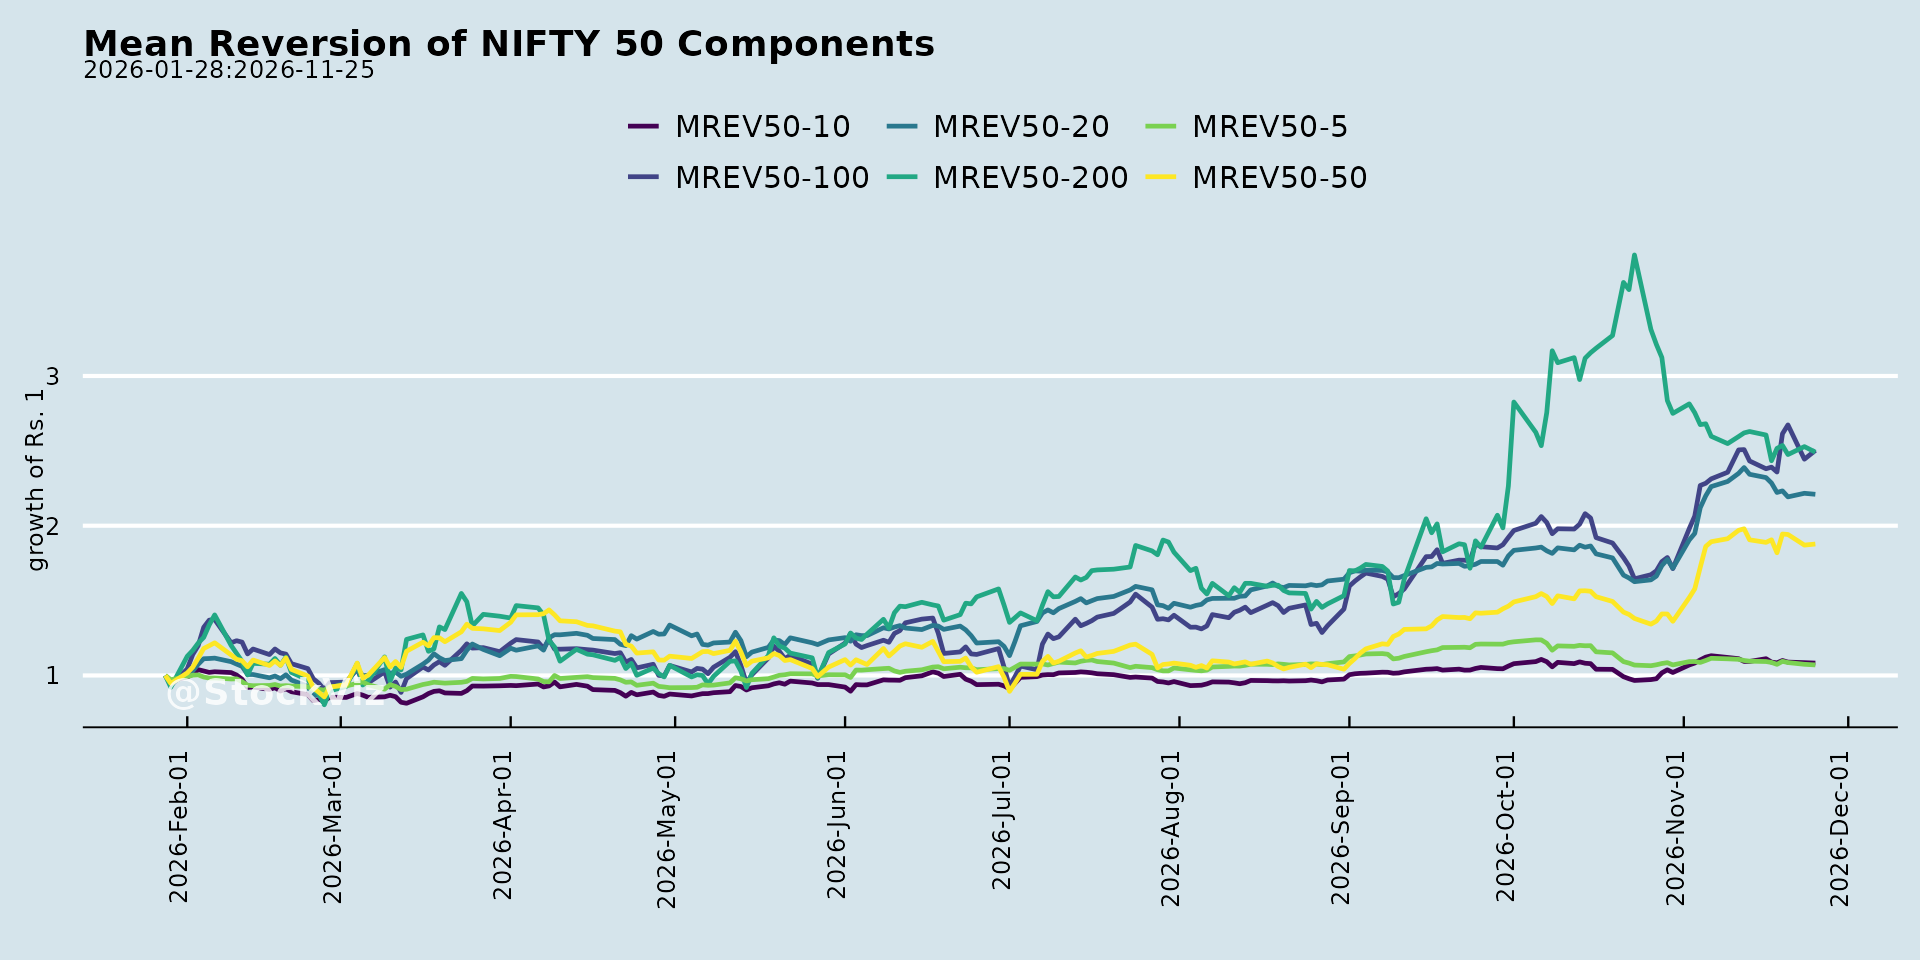 Mean Reversion of NIFTY 50 Components
2026-01-28:2026-11-25
MREV50-10 MREV50-20 MREV50-5
MREV50-100 MREV50-200 MREV50-50
growth of Rs. 1
3
2
1
@StockViz
2026-Feb-01
2026-Mar-01
2026-Apr-01
2026-May-01
2026-Jun-01
2026-Jul-01
2026-Aug-01
2026-Sep-01
2026-Oct-01
2026-Nov-01
2026-Dec-01